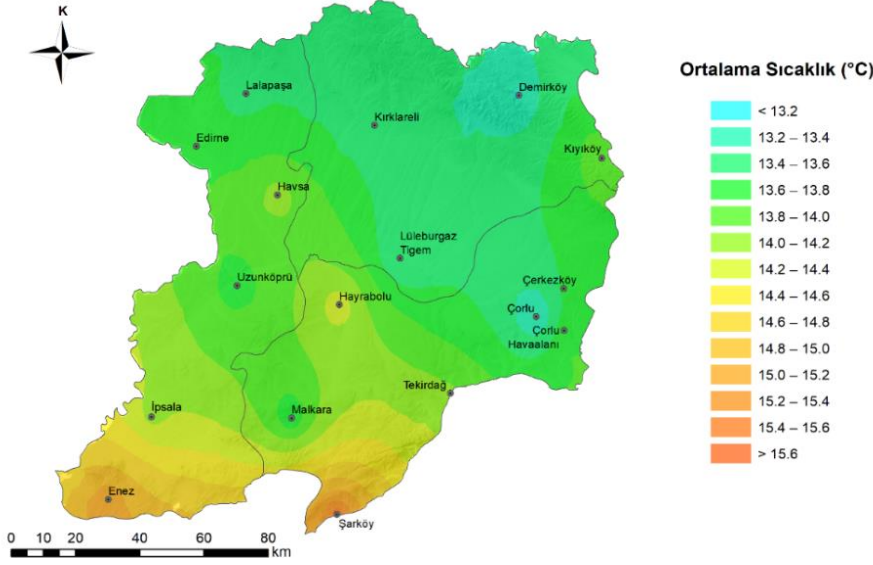 K
Lalapaşa
Demirköy
Kırklareli
Edirne
Kıyıköy
Havsa
Lüleburgaz
Tigem
Uzunköprü
Çerkezköy
Hayrabolu
Çorlu
Çorlu
Havaalanı
Tekirdağ
İpsala
Malkara
Enez
Şarköy
0 10 20 40 60 80
km
Ortalama Sıcaklık (°C)
< 13.2
13.2 – 13.4
13.4 – 13.6
13.6 – 13.8
13.8 – 14.0
14.0 – 14.2
14.2 – 14.4
14.4 – 14.6
14.6 – 14.8
14.8 – 15.0
15.0 – 15.2
15.2 – 15.4
15.4 – 15.6
> 15.6